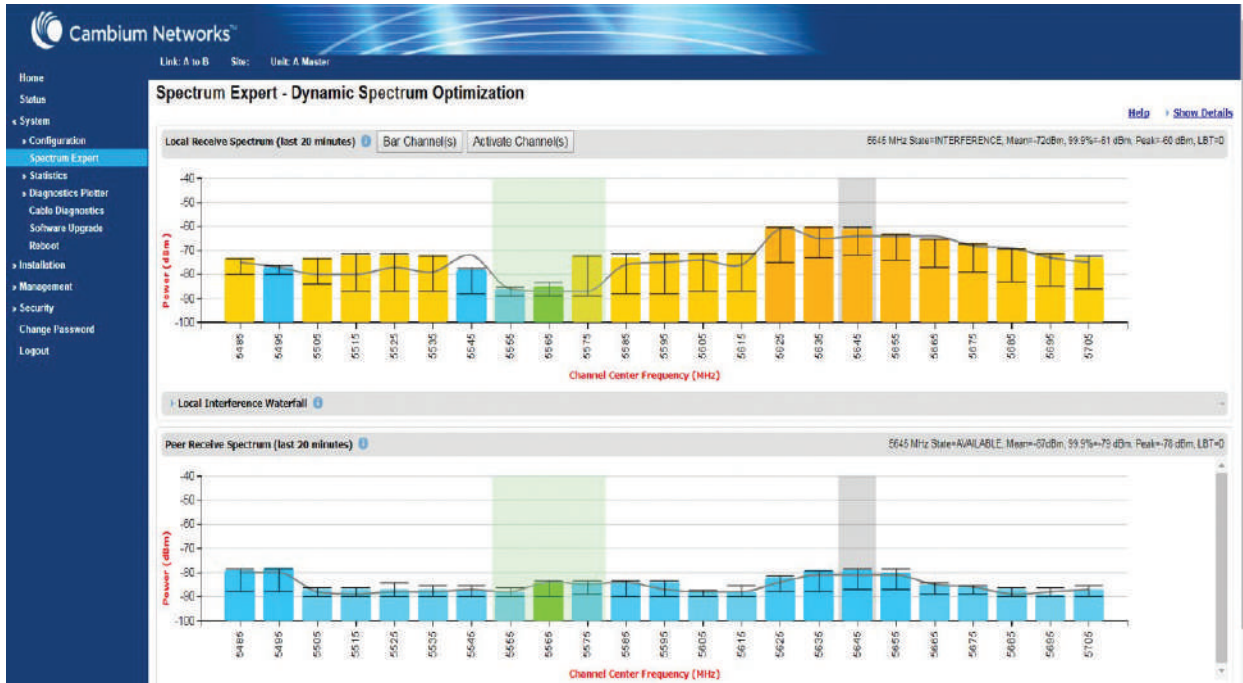 Cambium Networks™
Link: A to B Site: Unit: A Master
Home
Status
« System
» Configuration
Spectrum Expert
» Statistics
» Diagnostics Plotter
Cable Diagnostics
Software Upgrade
Reboot
» Installation
» Management
» Security
Change Password
Logout
Spectrum Expert - Dynamic Spectrum Optimization
Help › Show Details
Local Receive Spectrum (last 20 minutes) Bar Channel(s) Activate Channel(s) 5645 MHz State=INTERFERENCE, Mean=-72dBm, 99.9%=-61 dBm, Peak=-60 dBm, LBT=0
Power (dBm)
-40
-50
-60
-70
-80
-90
-100
5485 5495 5505 5515 5525 5535 5545 5555 5565 5575 5585 5595 5605 5615 5625 5635 5645 5655 5665 5675 5685 5695 5705
Channel Center Frequency (MHz)
› Local Interference Waterfall
Peer Receive Spectrum (last 20 minutes) 5645 MHz State=AVAILABLE, Mean=-87dBm, 99.9%=-79 dBm, Peak=-78 dBm, LBT=0
Power (dBm)
-40
-50
-60
-70
-80
-90
-100
5485 5495 5505 5515 5525 5535 5545 5555 5565 5575 5585 5595 5605 5615 5625 5635 5645 5655 5665 5675 5685 5695 5705
Channel Center Frequency (MHz)